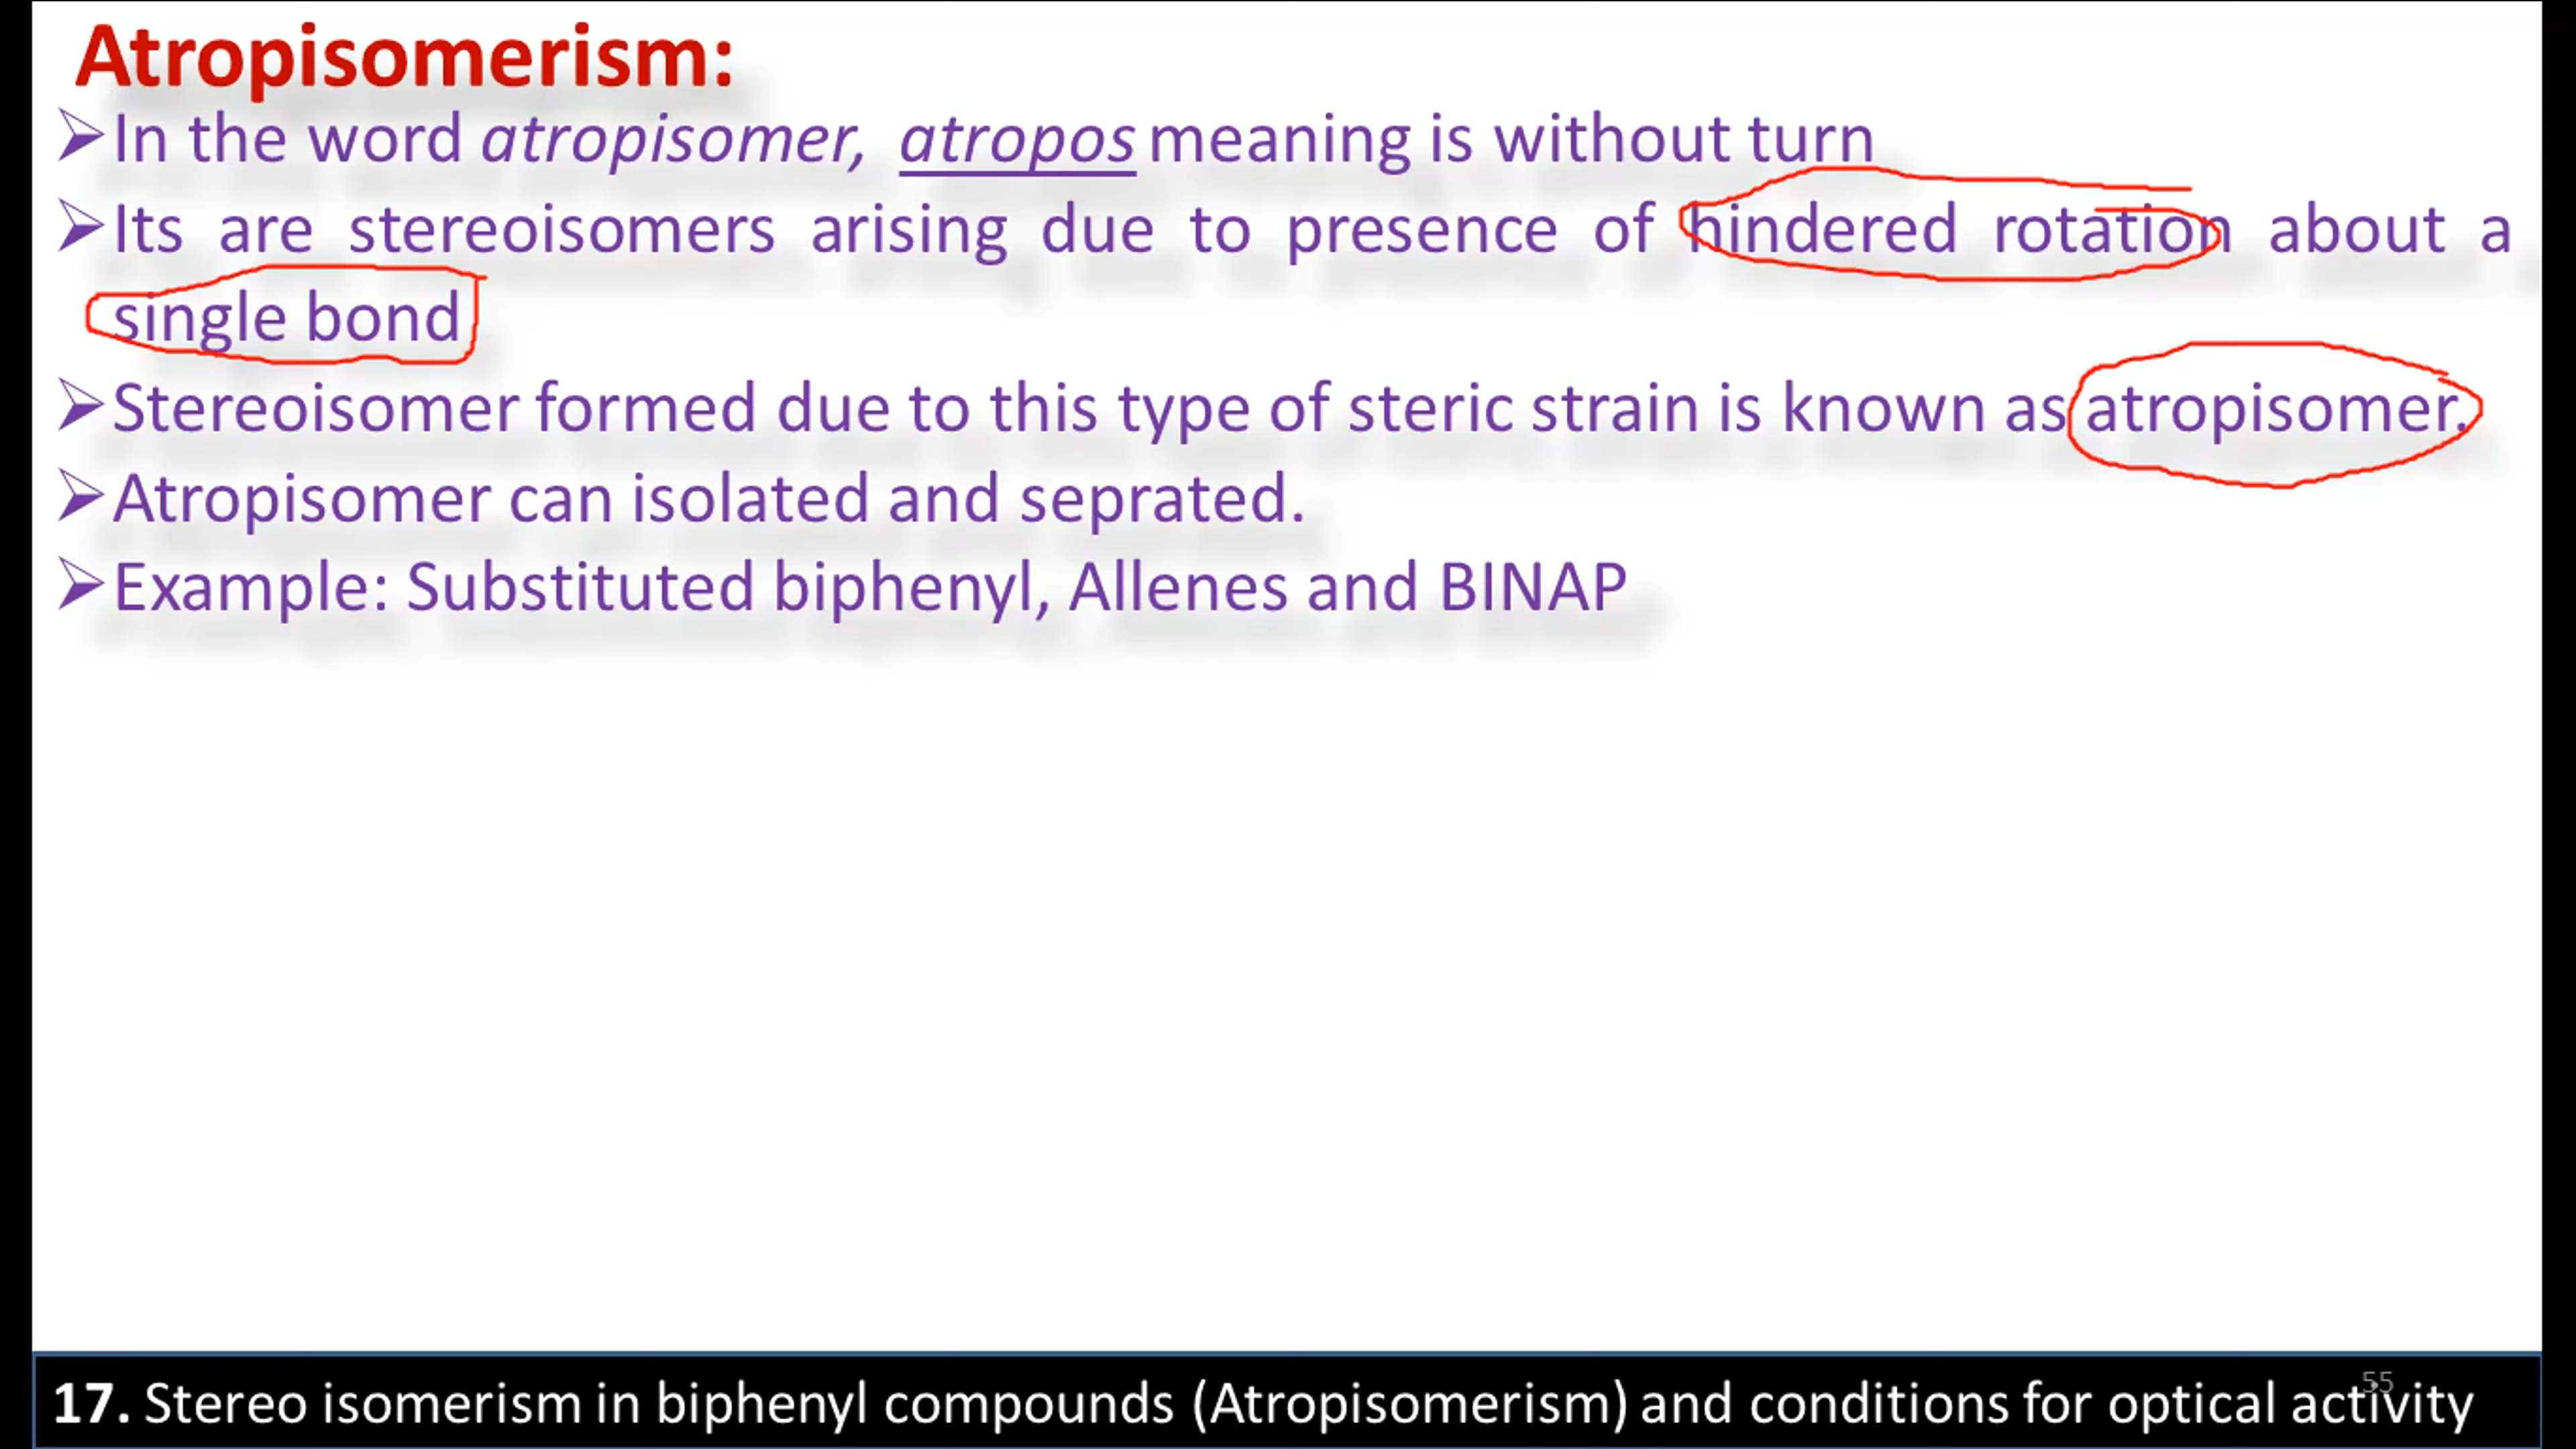 Atropisomerism:
➢In the word atropisomer, atropos meaning is without turn
➢Its are stereoisomers arising due to presence of hindered rotation about a
single bond
➢Stereoisomer formed due to this type of steric strain is known as atropisomer.
➢Atropisomer can isolated and seprated.
➢Example: Substituted biphenyl, Allenes and BINAP
55
17. Stereo isomerism in biphenyl compounds (Atropisomerism) and conditions for optical activity